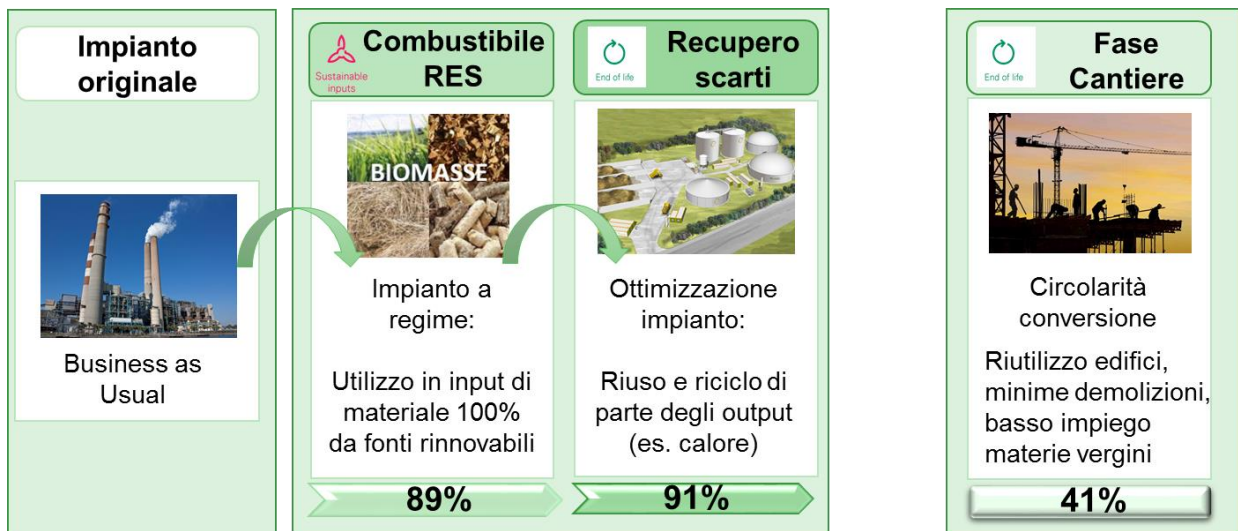 Impianto
originale
Business as
Usual
Sustainable
inputs
Combustibile
RES
BIOMASSE
Impianto a
regime:
Utilizzo in input di
materiale 100%
da fonti rinnovabili
89%
End of life
Recupero
scarti
Ottimizzazione
impianto:
Riuso e riciclo di
parte degli output
(es. calore)
91%
End of life
Fase
Cantiere
Circolarità
conversione
Riutilizzo edifici,
minime demolizioni,
basso impiego
materie vergini
41%